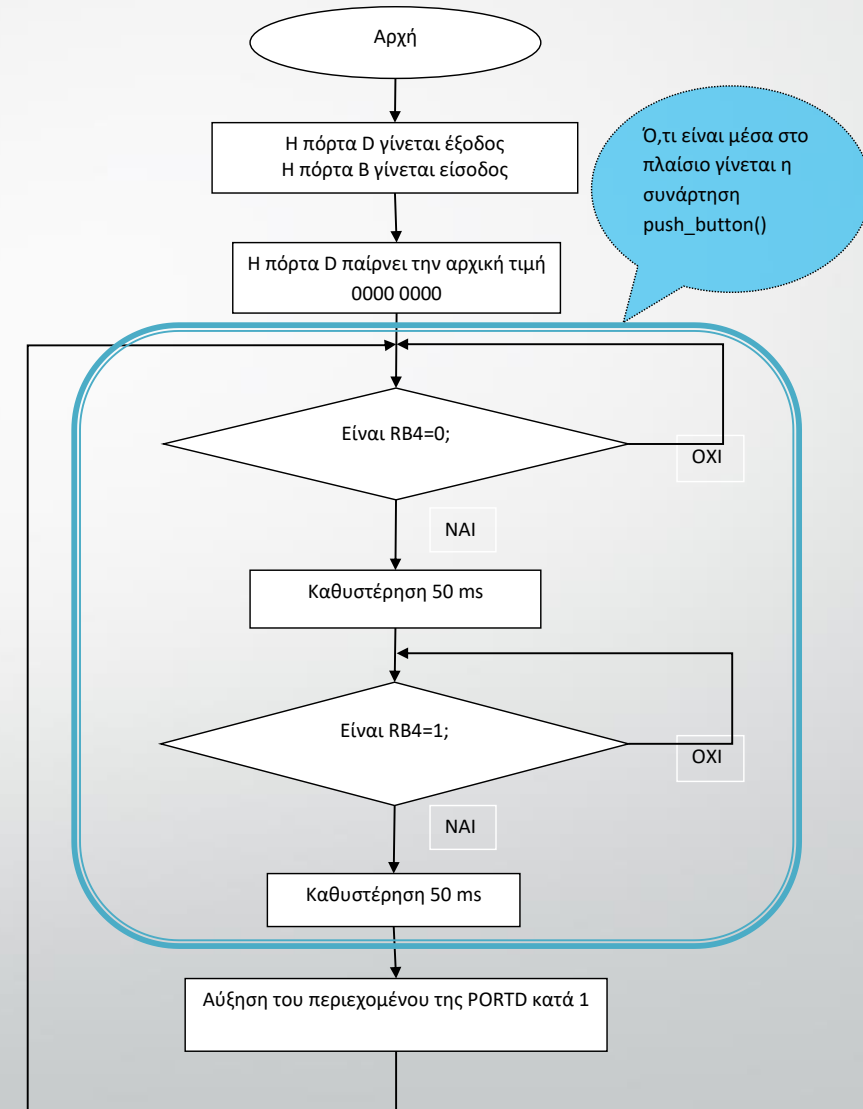 Αρχή
Η πόρτα D γίνεται έξοδος
Η πόρτα B γίνεται είσοδος
Ό,τι είναι μέσα στο
πλαίσιο γίνεται η
συνάρτηση
push_button()
Η πόρτα D παίρνει την αρχική τιμή
0000 0000
Είναι RB4=0;
ΟΧΙ
ΝΑΙ
Καθυστέρηση 50 ms
Είναι RB4=1;
ΟΧΙ
ΝΑΙ
Καθυστέρηση 50 ms
Αύξηση του περιεχομένου της PORTD κατά 1